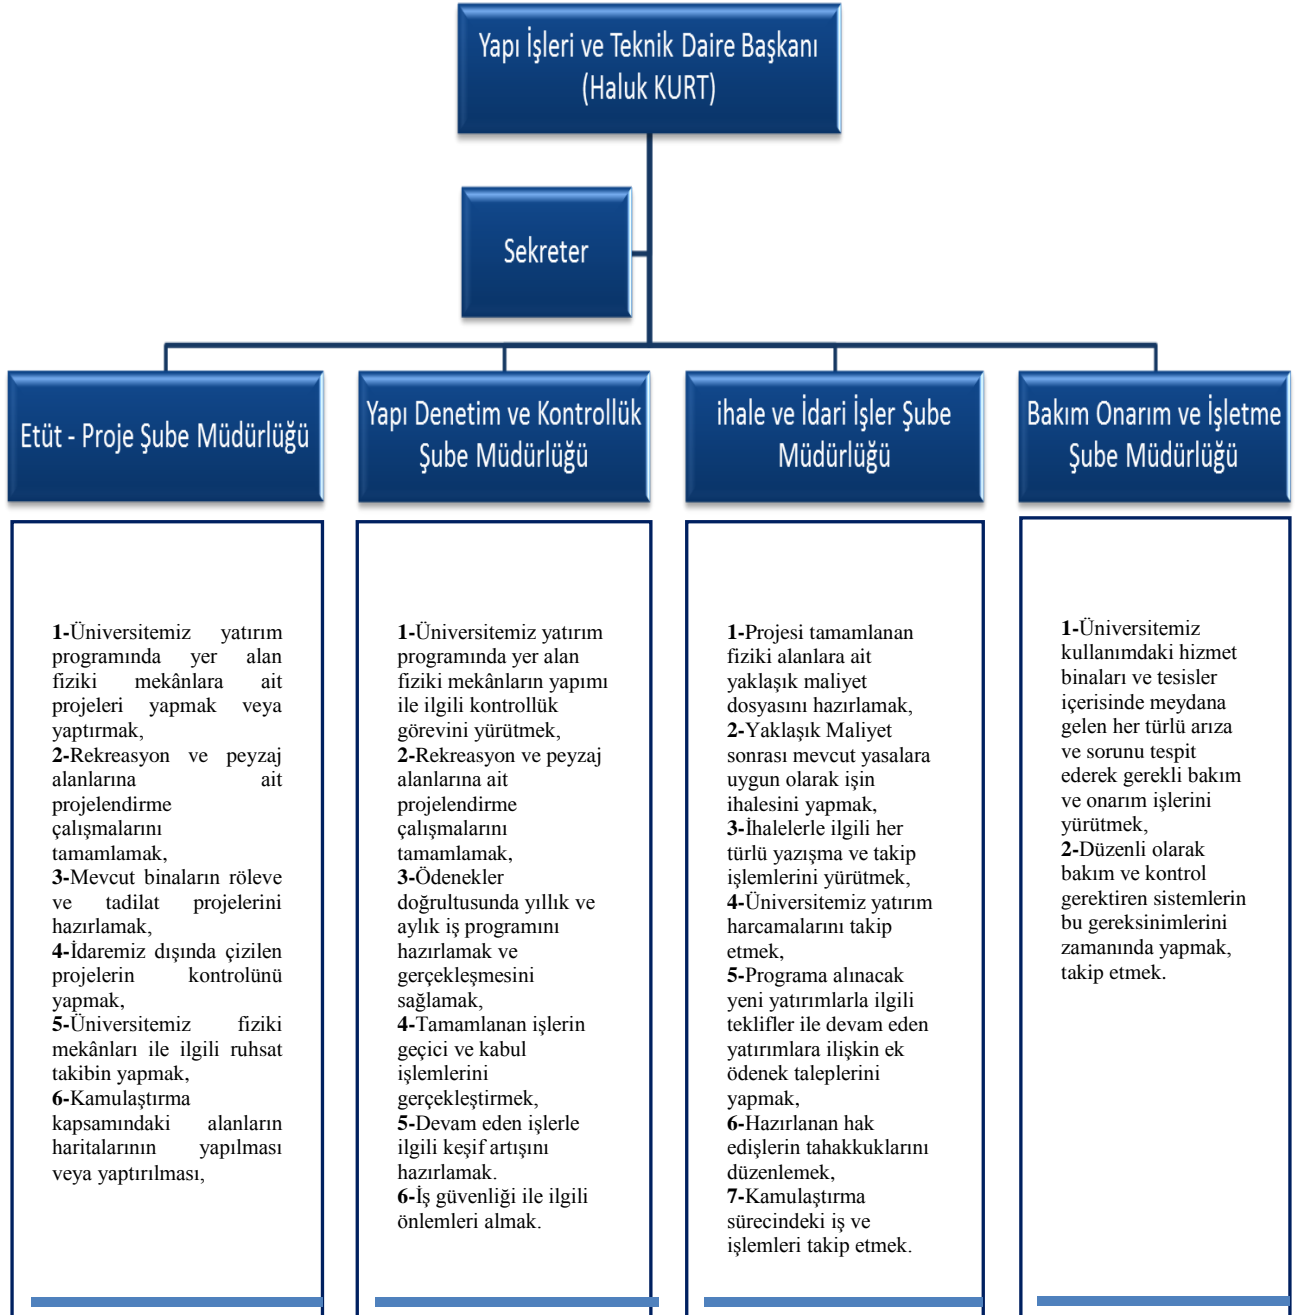 Yapı İşleri ve Teknik Daire Başkanı
(Haluk KURT)
Sekreter
Etüt - Proje Şube Müdürlüğü
Yapı Denetim ve Kontrollük
Şube Müdürlüğü
ihale ve İdari İşler Şube
Müdürlüğü
Bakım Onarım ve İşletme
Şube Müdürlüğü
1-Üniversitemiz yatırım
programında yer alan
fiziki mekânlara ait
projeleri yapmak veya
yaptırmak,
2-Rekreasyon ve peyzaj
alanlarına ait
projelendirme
çalışmalarını
tamamlamak,
3-Mevcut binaların röleve
ve tadilat projelerini
hazırlamak,
4-İdaremiz dışında çizilen
projelerin kontrolünü
yapmak,
5-Üniversitemiz fiziki
mekânları ile ilgili ruhsat
takibin yapmak,
6-Kamulaştırma
kapsamındaki alanların
haritalarının yapılması
veya yaptırılması,
1-Üniversitemiz yatırım
programında yer alan
fiziki mekânların yapımı
ile ilgili kontrollük
görevini yürütmek,
2-Rekreasyon ve peyzaj
alanlarına ait
projelendirme
çalışmalarını
tamamlamak,
3-Ödenekler
doğrultusunda yıllık ve
aylık iş programını
hazırlamak ve
gerçekleşmesini
sağlamak,
4-Tamamlanan işlerin
geçici ve kabul
işlemlerini
gerçekleştirmek,
5-Devam eden işlerle
ilgili keşif artışını
hazırlamak.
6-İş güvenliği ile ilgili
önlemleri almak.
1-Projesi tamamlanan
fiziki alanlara ait
yaklaşık maliyet
dosyasını hazırlamak,
2-Yaklaşık Maliyet
sonrası mevcut yasalara
uygun olarak işin
ihalesini yapmak,
3-İhalelerle ilgili her
türlü yazışma ve takip
işlemlerini yürütmek,
4-Üniversitemiz yatırım
harcamalarını takip
etmek,
5-Programa alınacak
yeni yatırımlarla ilgili
teklifler ile devam eden
yatırımlara ilişkin ek
ödenek taleplerini
yapmak,
6-Hazırlanan hak
edişlerin tahakkuklarını
düzenlemek,
7-Kamulaştırma
sürecindeki iş ve
işlemleri takip etmek.
1-Üniversitemiz
kullanımdaki hizmet
binaları ve tesisler
içerisinde meydana
gelen her türlü arıza
ve sorunu tespit
ederek gerekli bakım
ve onarım işlerini
yürütmek,
2-Düzenli olarak
bakım ve kontrol
gerektiren sistemlerin
bu gereksinimlerini
zamanında yapmak,
takip etmek.